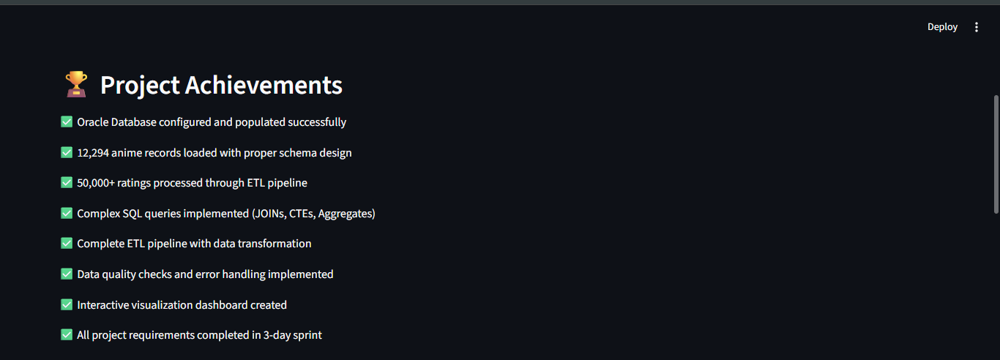 Deploy
🏆 Project Achievements
✅ Oracle Database configured and populated successfully
✅ 12,294 anime records loaded with proper schema design
✅ 50,000+ ratings processed through ETL pipeline
✅ Complex SQL queries implemented (JOINs, CTEs, Aggregates)
✅ Complete ETL pipeline with data transformation
✅ Data quality checks and error handling implemented
✅ Interactive visualization dashboard created
✅ All project requirements completed in 3-day sprint